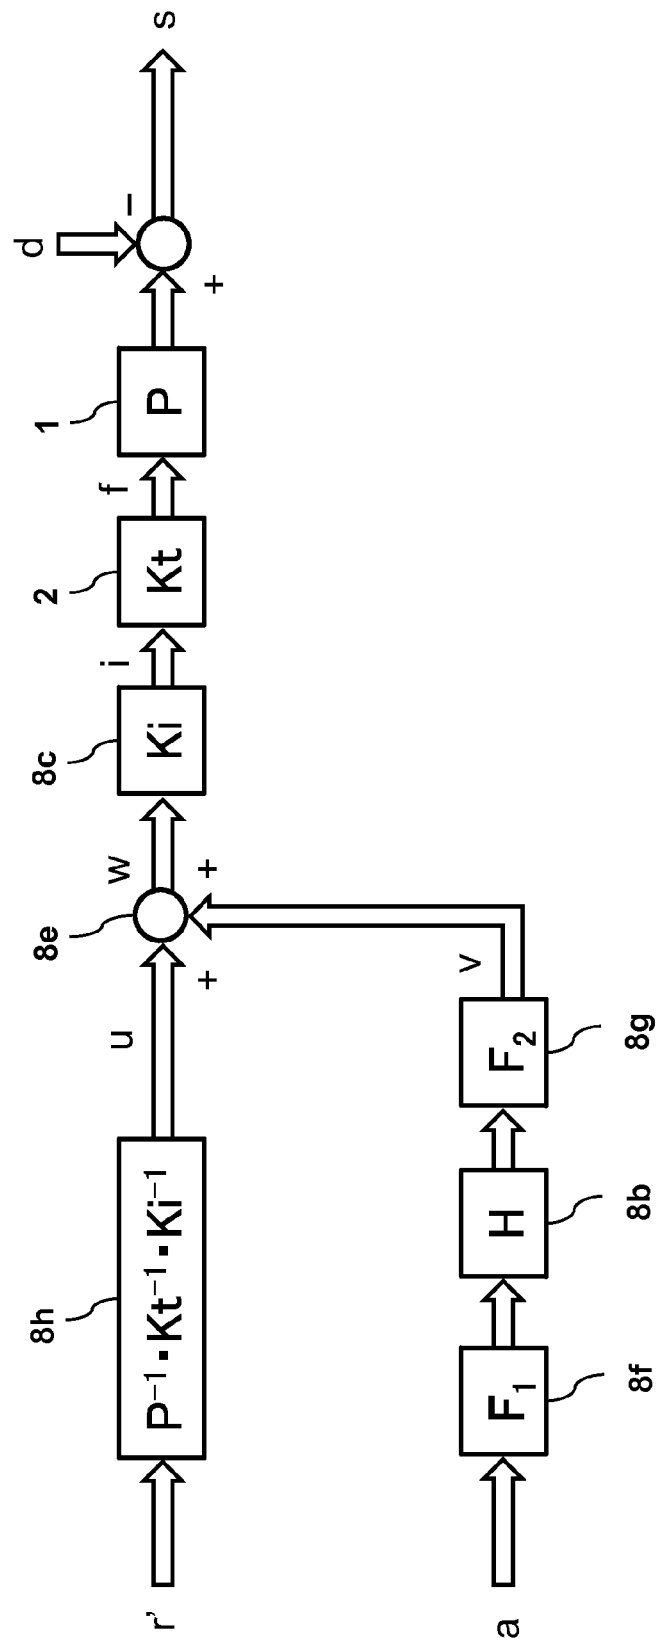 8h
r'
P⁻¹·Kt⁻¹·Ki⁻¹
u
+
8e
w
+
8c
Ki
i
2
Kt
f
1
P
+
d
−
s
a
F₁
8f
H
8b
F₂
8g
v